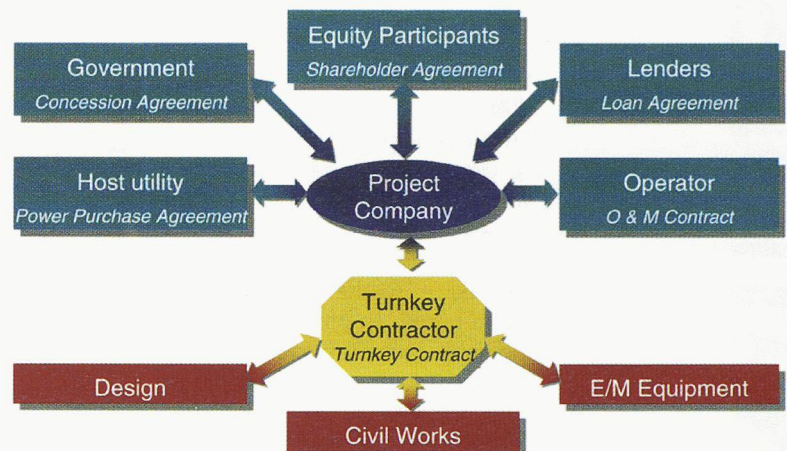 Equity Participants
Shareholder Agreement
Government
Concession Agreement
Lenders
Loan Agreement
Host utility
Power Purchase Agreement
Project
Company
Operator
O & M Contract
Turnkey
Contractor
Turnkey Contract
Design
E/M Equipment
Civil Works